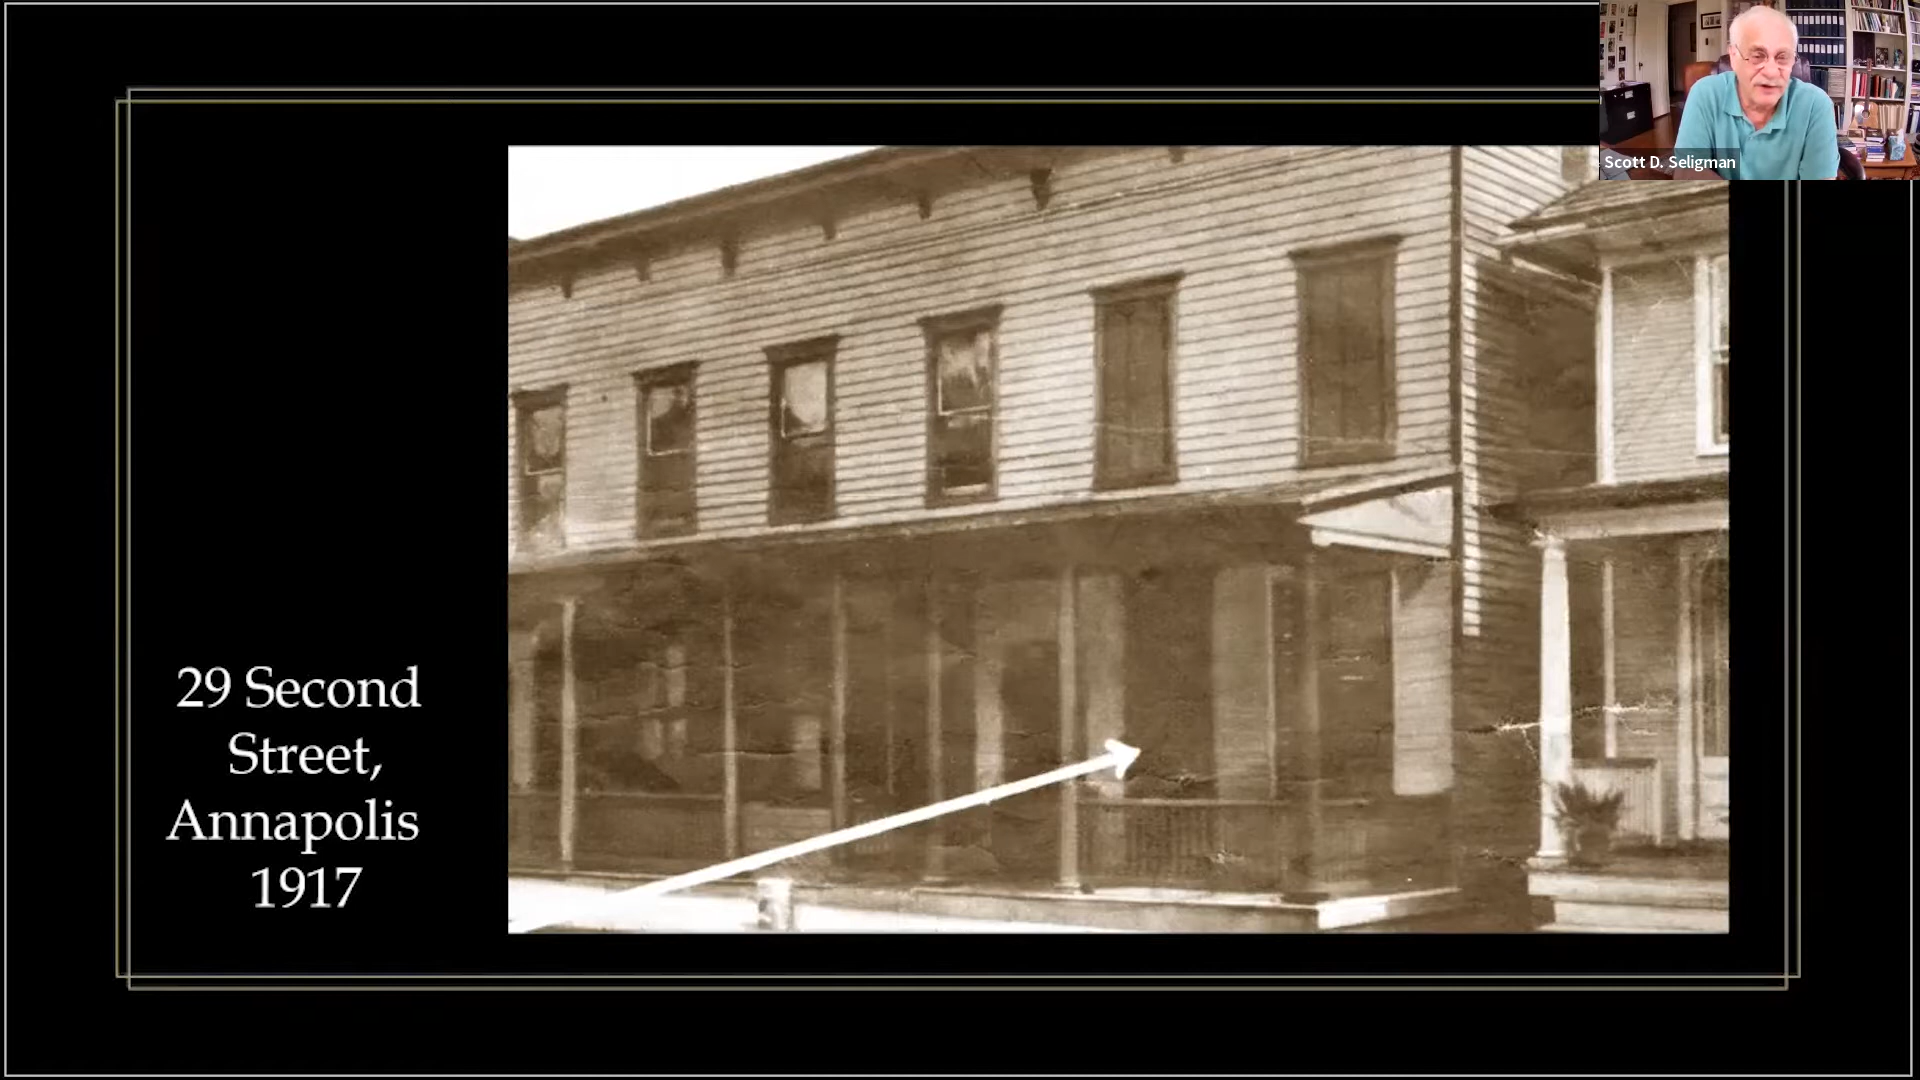 Scott D. Seligman
29 Second
Street,
Annapolis
1917